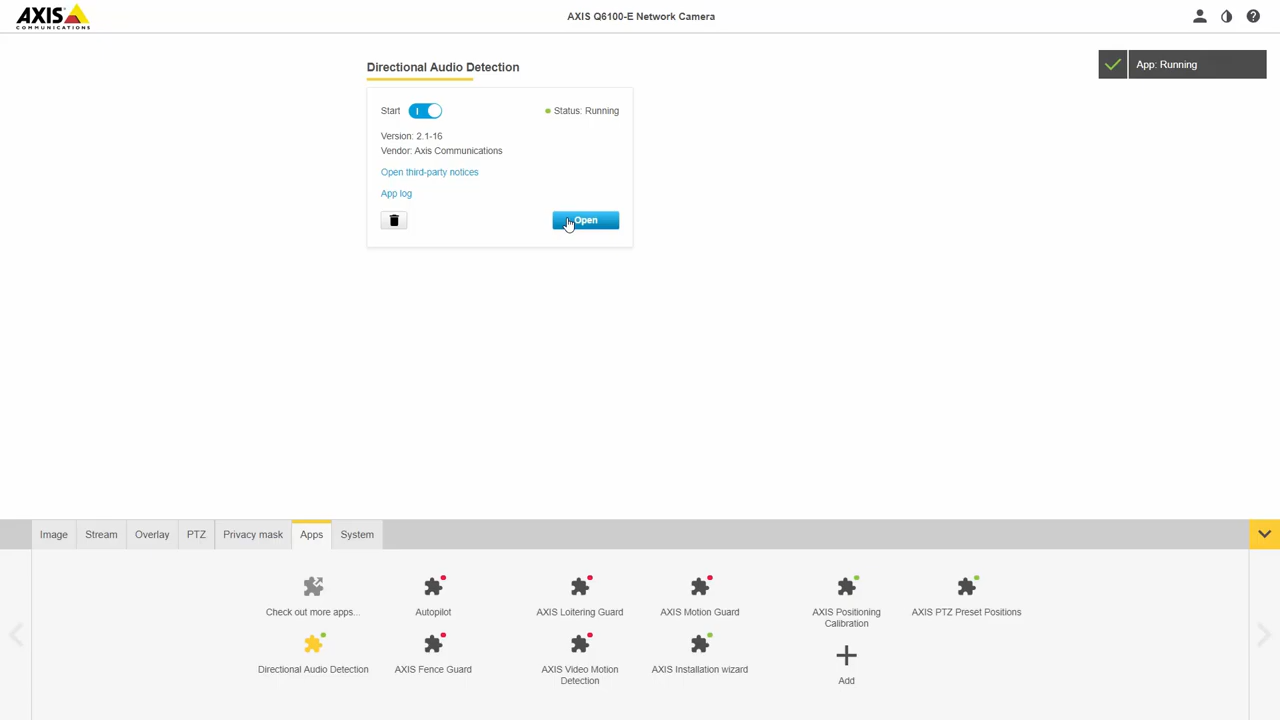 AXIS
COMMUNICATIONS
AXIS Q6100-E Network Camera
Directional Audio Detection
App: Running
Start
Status: Running
Version: 2.1-16
Vendor: Axis Communications
Open third-party notices
App log
Open
Image
Stream
Overlay
PTZ
Privacy mask
Apps
System
Check out more apps...
Autopilot
AXIS Loitering Guard
AXIS Motion Guard
AXIS Positioning
Calibration
AXIS PTZ Preset Positions
Directional Audio Detection
AXIS Fence Guard
AXIS Video Motion
Detection
AXIS Installation wizard
Add